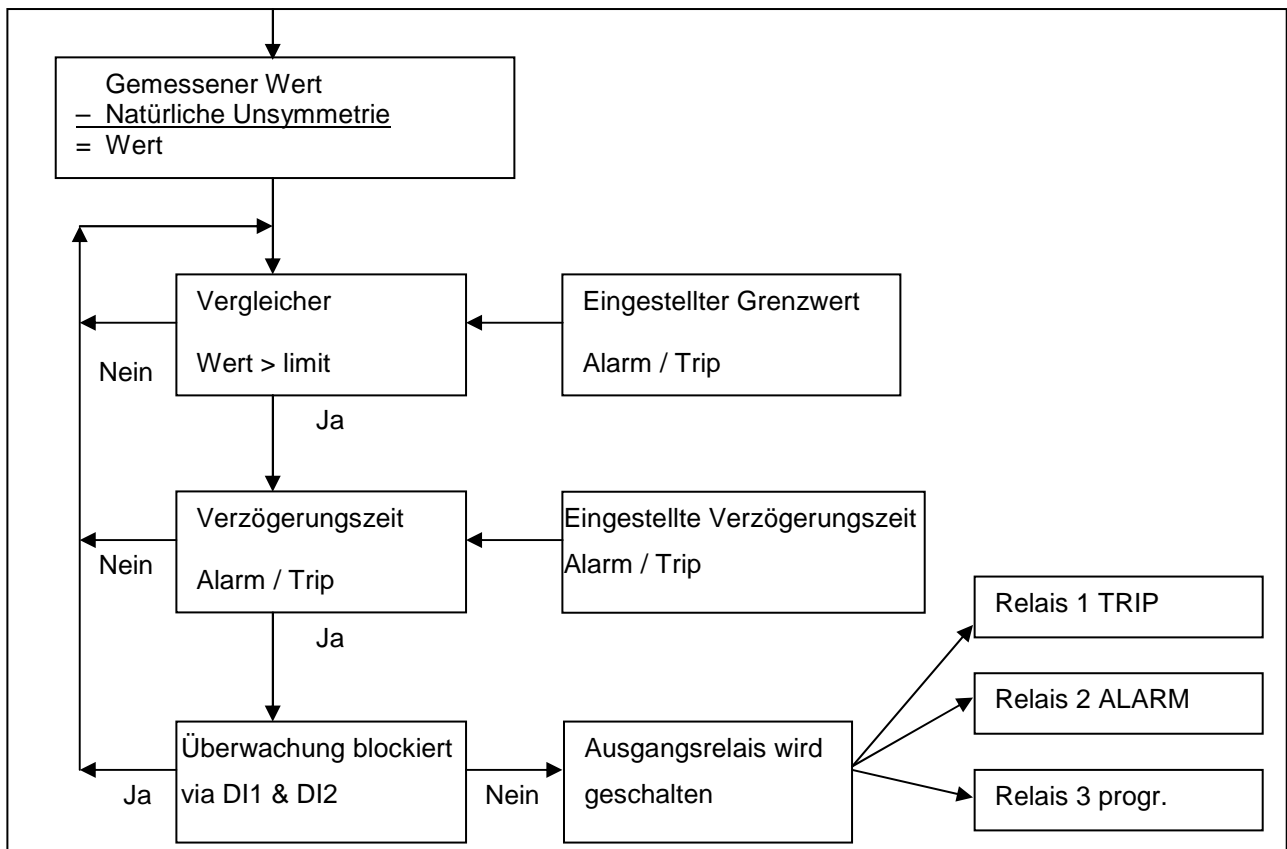 Gemessener Wert
– Natürliche Unsymmetrie
= Wert
Vergleicher
Wert > limit
Eingestellter Grenzwert
Alarm / Trip
Nein
Ja
Verzögerungszeit
Alarm / Trip
Eingestellte Verzögerungszeit
Alarm / Trip
Nein
Ja
Überwachung blockiert
via DI1 & DI2
Ja
Nein
Ausgangsrelais wird
geschalten
Relais 1 TRIP
Relais 2 ALARM
Relais 3 progr.